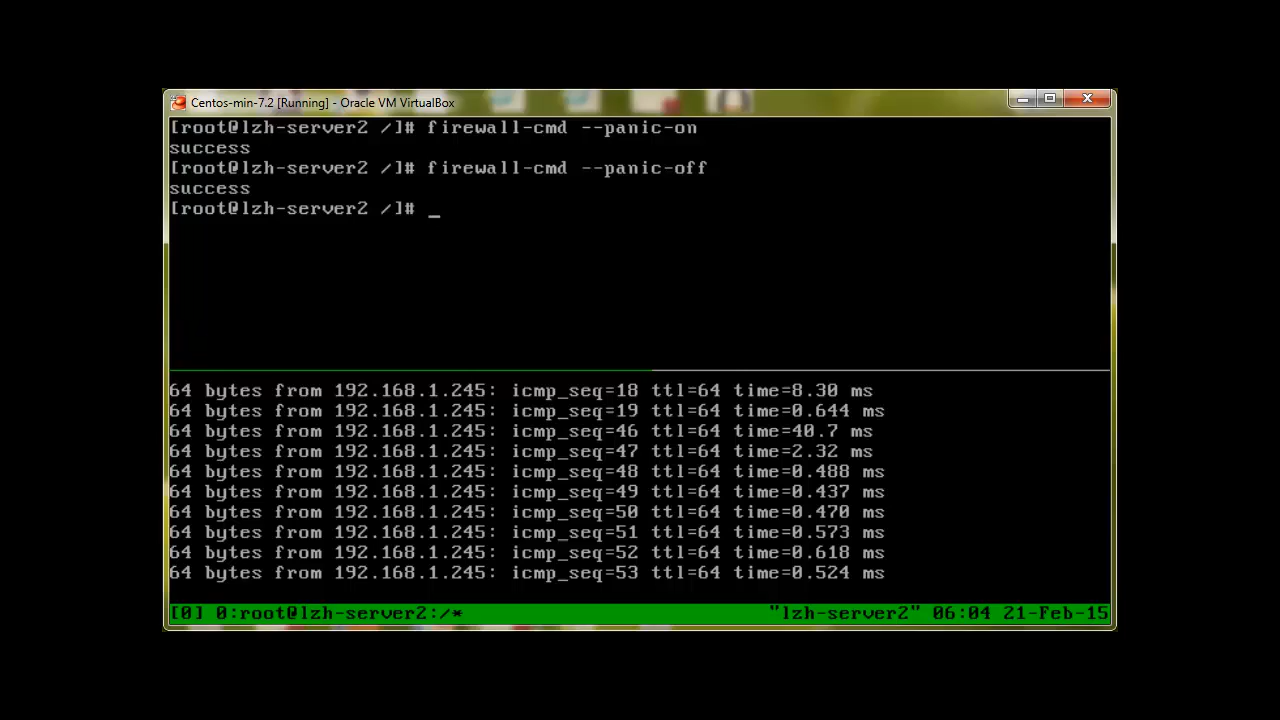 Centos-min-7.2 [Running] - Oracle VM VirtualBox
[root@lzh-server2 /]# firewall-cmd --panic-on
success
[root@lzh-server2 /]# firewall-cmd --panic-off
success
[root@lzh-server2 /]# _
64 bytes from 192.168.1.245: icmp_seq=18 ttl=64 time=8.30 ms
64 bytes from 192.168.1.245: icmp_seq=19 ttl=64 time=0.644 ms
64 bytes from 192.168.1.245: icmp_seq=46 ttl=64 time=40.7 ms
64 bytes from 192.168.1.245: icmp_seq=47 ttl=64 time=2.32 ms
64 bytes from 192.168.1.245: icmp_seq=48 ttl=64 time=0.488 ms
64 bytes from 192.168.1.245: icmp_seq=49 ttl=64 time=0.437 ms
64 bytes from 192.168.1.245: icmp_seq=50 ttl=64 time=0.470 ms
64 bytes from 192.168.1.245: icmp_seq=51 ttl=64 time=0.573 ms
64 bytes from 192.168.1.245: icmp_seq=52 ttl=64 time=0.618 ms
64 bytes from 192.168.1.245: icmp_seq=53 ttl=64 time=0.524 ms
[0] 0:root@lzh-server2:/* "lzh-server2" 06:04 21-Feb-15